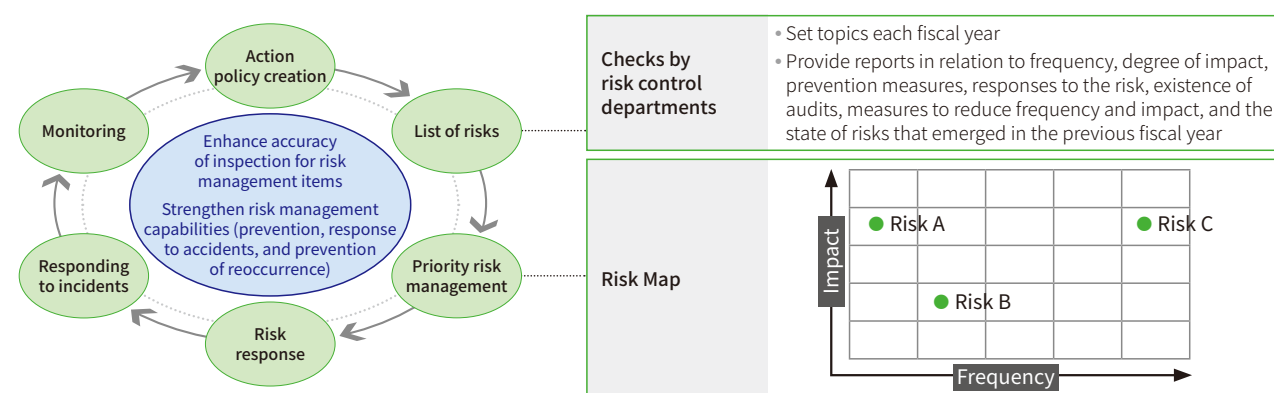 Action
policy creation
List of risks
Priority risk
management
Risk
response
Responding
to incidents
Monitoring
Enhance accuracy
of inspection for risk
management items
Strengthen risk management
capabilities (prevention, response
to accidents, and prevention
of reoccurrence)
Checks by
risk control
departments
• Set topics each fiscal year
• Provide reports in relation to frequency, degree of impact,
prevention measures, responses to the risk, existence of
audits, measures to reduce frequency and impact, and the
state of risks that emerged in the previous fiscal year
Risk Map
Impact
Risk A
Risk C
Risk B
Frequency